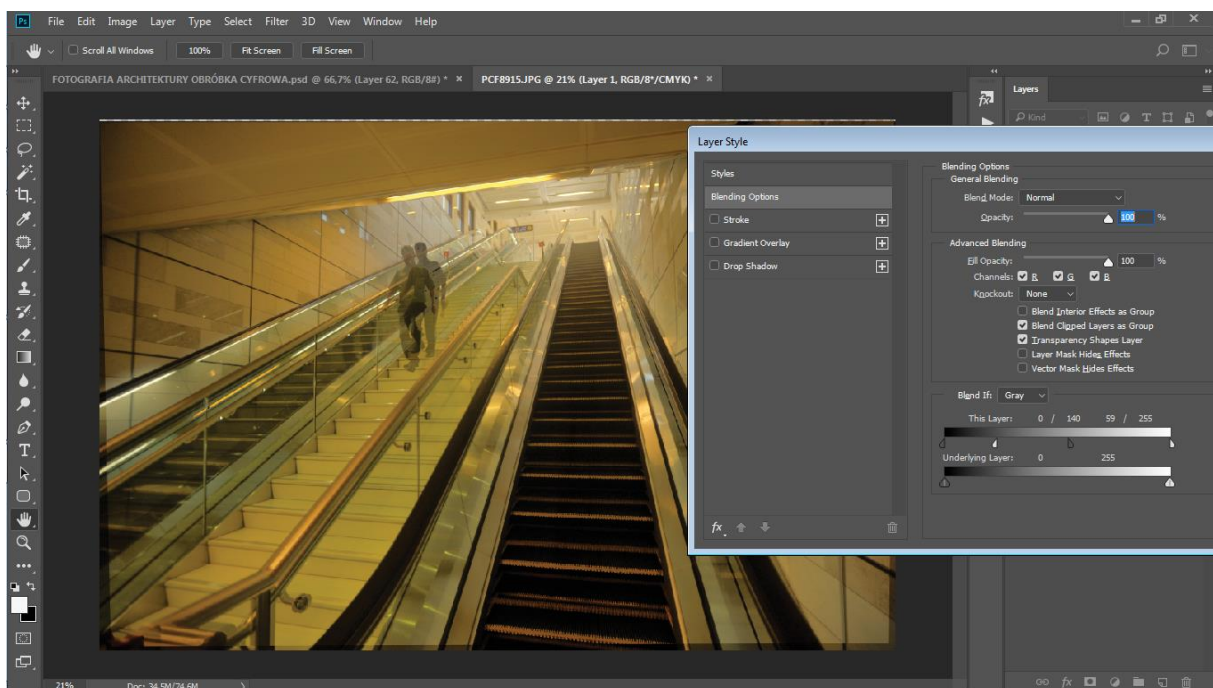 Ps File Edit Image Layer Type Select Filter 3D View Window Help
Scroll All Windows 100% Fit Screen Fill Screen
FOTOGRAFIA ARCHITEKTURY OBRÓBKA CYFROWA.psd @ 66,7% (Layer 62, RGB/8#) * × PCF8915.JPG @ 21% (Layer 1, RGB/8*/CMYK) * ×
Layers
Kind
Layer Style
Styles
Blending Options
Stroke
Gradient Overlay
Drop Shadow
fx
Blending Options
General Blending
Blend Mode: Normal
Opacity: 100 %
Advanced Blending
Fill Opacity: 100 %
Channels: R G B
Knockout: None
Blend Interior Effects as Group
Blend Clipped Layers as Group
Transparency Shapes Layer
Layer Mask Hides Effects
Vector Mask Hides Effects
Blend If: Gray
This Layer: 0 / 140 59 / 255
Underlying Layer: 0 255
21% Doc: 34,5M/74,6M
fx